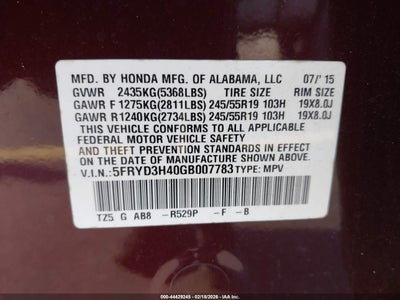 MFD. BY HONDA MFG. OF ALABAMA, LLC 07/'15
GVWR 2435KG(5368LBS) TIRE SIZE RIM SIZE
GAWR F 1275KG(2811LBS) 245/55R19 103H 19X8.0J
GAWR R 1240KG(2734LBS) 245/55R19 103H 19X8.0J
THIS VEHICLE CONFORMS TO ALL APPLICABLE
FEDERAL MOTOR VEHICLE SAFETY
AND THEFT PREVENTION STANDARDS
IN EFFECT ON THE DATE OF MANUFACTURE
SHOWN ABOVE.
V.I.N.: 5FRYD3H40GB007783 TYPE: MPV
TZ5 G AB8 -R529P -F -B
000-44429245 - 02/18/2026 - IAAI.COM